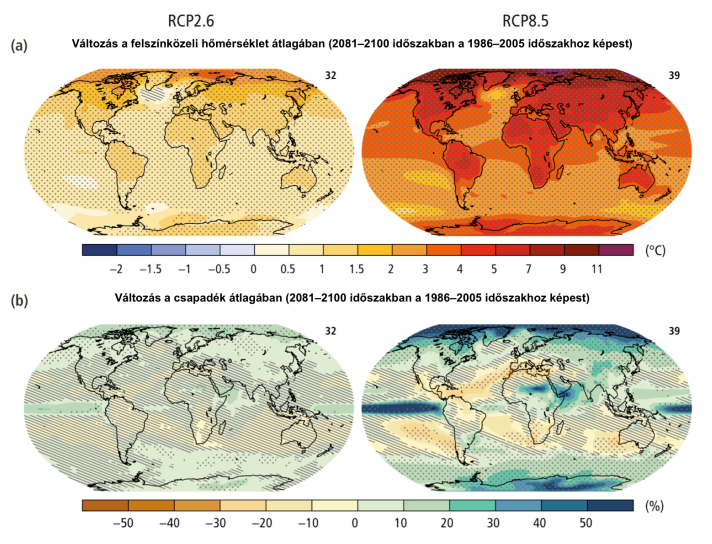 RCP2.6 RCP8.5
(a) Változás a felszínközeli hőmérséklet átlagában (2081–2100 időszakban a 1986–2005 időszakhoz képest)
32 39
−2 −1.5 −1 −0.5 0 0.5 1 1.5 2 3 4 5 7 9 11 (°C)
(b) Változás a csapadék átlagában (2081–2100 időszakban a 1986–2005 időszakhoz képest)
32 39
−50 −40 −30 −20 −10 0 10 20 30 40 50 (%)